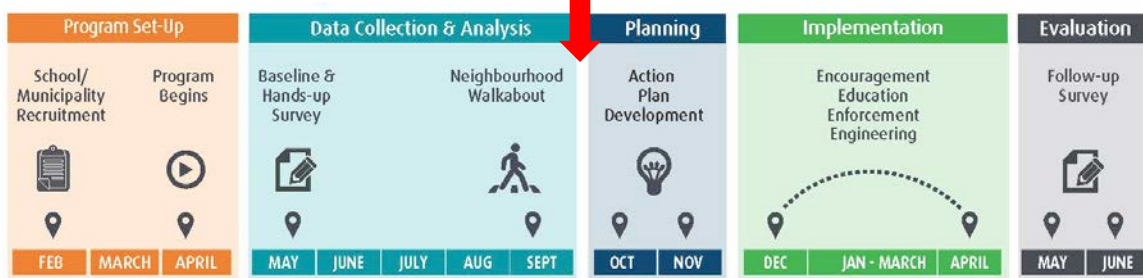 Program Set-Up
School/
Municipality
Recruitment
Program
Begins
FEB
MARCH
APRIL
Data Collection & Analysis
Baseline &
Hands-up
Survey
Neighbourhood
Walkabout
MAY
JUNE
JULY
AUG
SEPT
Planning
Action
Plan
Development
OCT
NOV
Implementation
Encouragement
Education
Enforcement
Engineering
DEC
JAN - MARCH
APRIL
Evaluation
Follow-up
Survey
MAY
JUNE